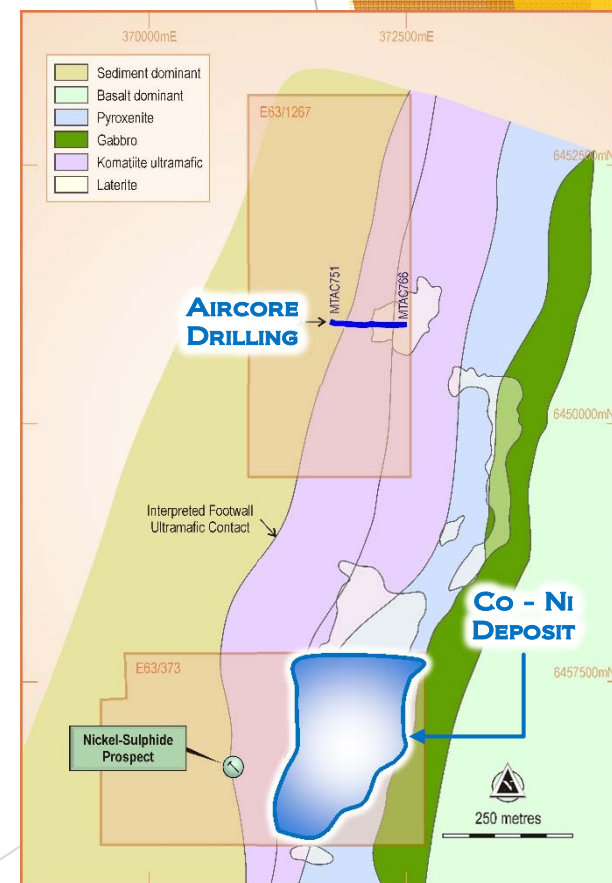 370000mE
372500mE
Sediment dominant
Basalt dominant
Pyroxenite
Gabbro
Komatiite ultramafic
Laterite
E63/1267
6452500mN
MTAC751
MTAC766
AIRCORE
DRILLING
6450000mN
Interpreted Footwall
Ultramafic Contact
CO - NI
DEPOSIT
E63/373
6457500mN
Nickel-Sulphide
Prospect
250 metres